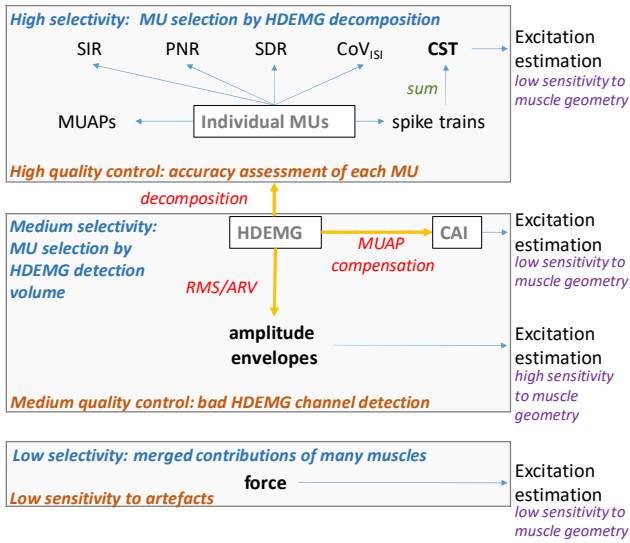 High selectivity: MU selection by HDEMG decomposition
SIR PNR SDR CoV_ISI CST
sum
MUAPs Individual MUs spike trains
High quality control: accuracy assessment of each MU
Excitation
estimation
low sensitivity to
muscle geometry
decomposition
Medium selectivity:
MU selection by
HDEMG detection
volume
HDEMG CAI
MUAP
compensation
RMS/ARV
Excitation
estimation
low sensitivity to
muscle geometry
amplitude
envelopes
Excitation
estimation
high sensitivity
to muscle
geometry
Medium quality control: bad HDEMG channel detection
Low selectivity: merged contributions of many muscles
force
Low sensitivity to artefacts
Excitation
estimation
low sensitivity to
muscle geometry